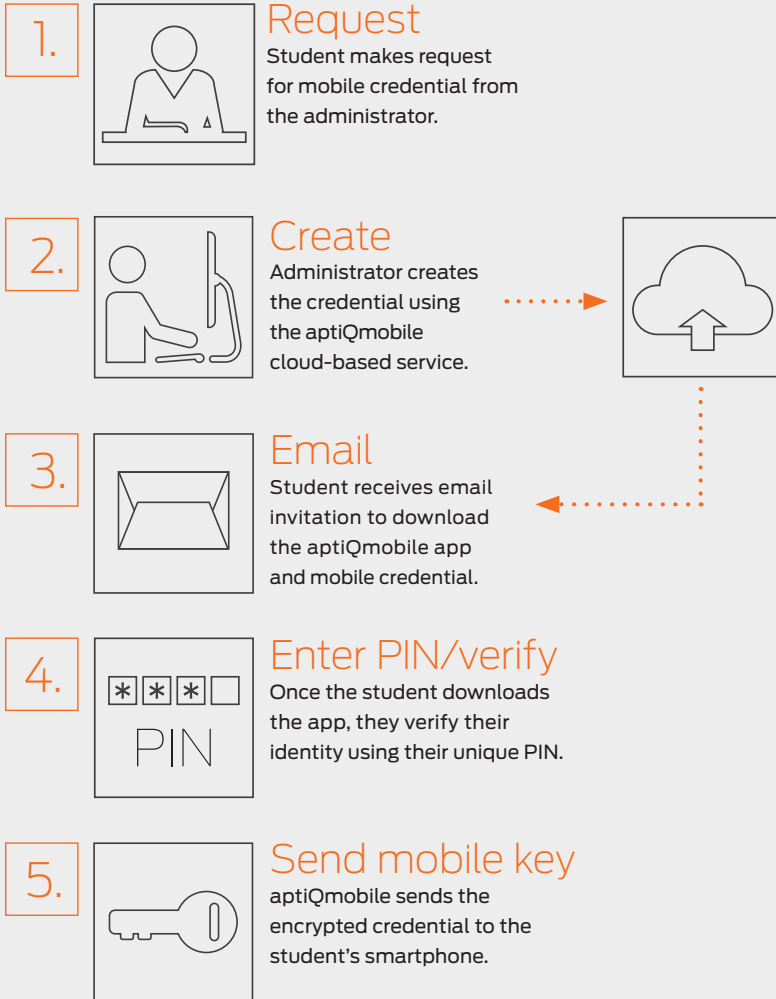 1.
Request
Student makes request
for mobile credential from
the administrator.
2.
Create
Administrator creates
the credential using
the aptiQmobile
cloud-based service.
3.
Email
Student receives email
invitation to download
the aptiQmobile app
and mobile credential.
4.
* * *
PIN
Enter PIN/verify
Once the student downloads
the app, they verify their
identity using their unique PIN.
5.
Send mobile key
aptiQmobile sends the
encrypted credential to the
student's smartphone.